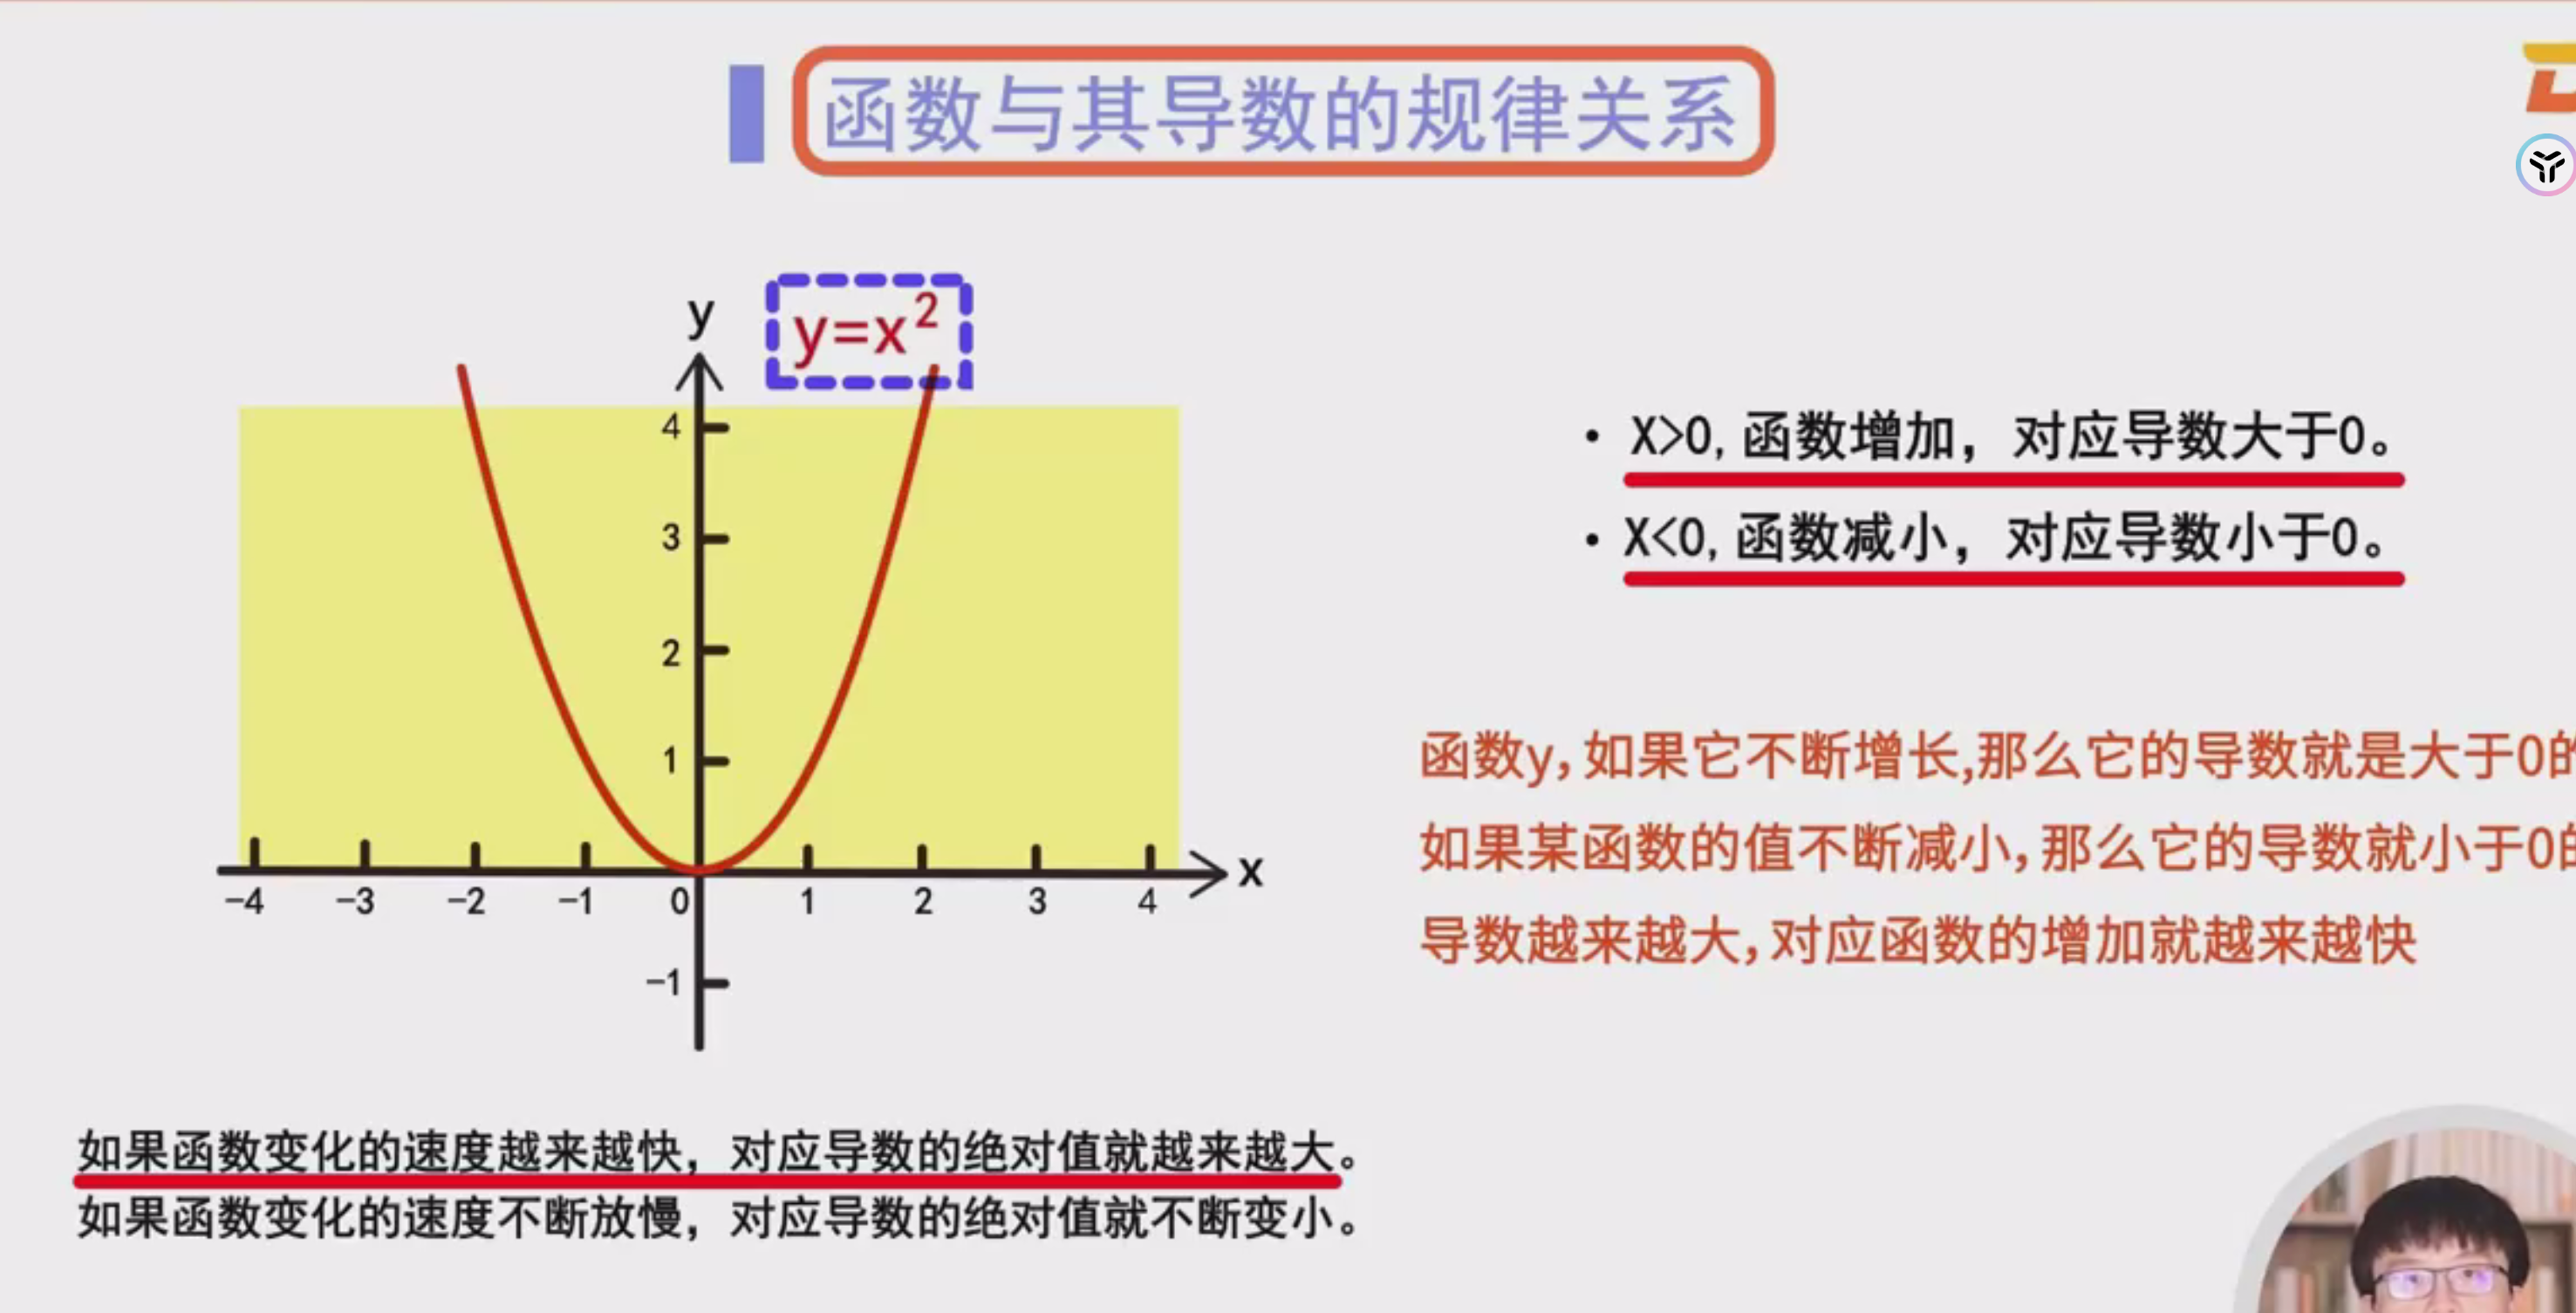 函数与其导数的规律关系
y=x²
y
4
3
2
1
-4 -3 -2 -1 0 1 2 3 4 x
-1
• X>0,函数增加，对应导数大于0。
• X<0,函数减小，对应导数小于0。
函数y,如果它不断增长,那么它的导数就是大于0的
如果某函数的值不断减小,那么它的导数就小于0的
导数越来越大,对应函数的增加就越来越快
如果函数变化的速度越来越快，对应导数的绝对值就越来越大。
如果函数变化的速度不断放慢，对应导数的绝对值就不断变小。